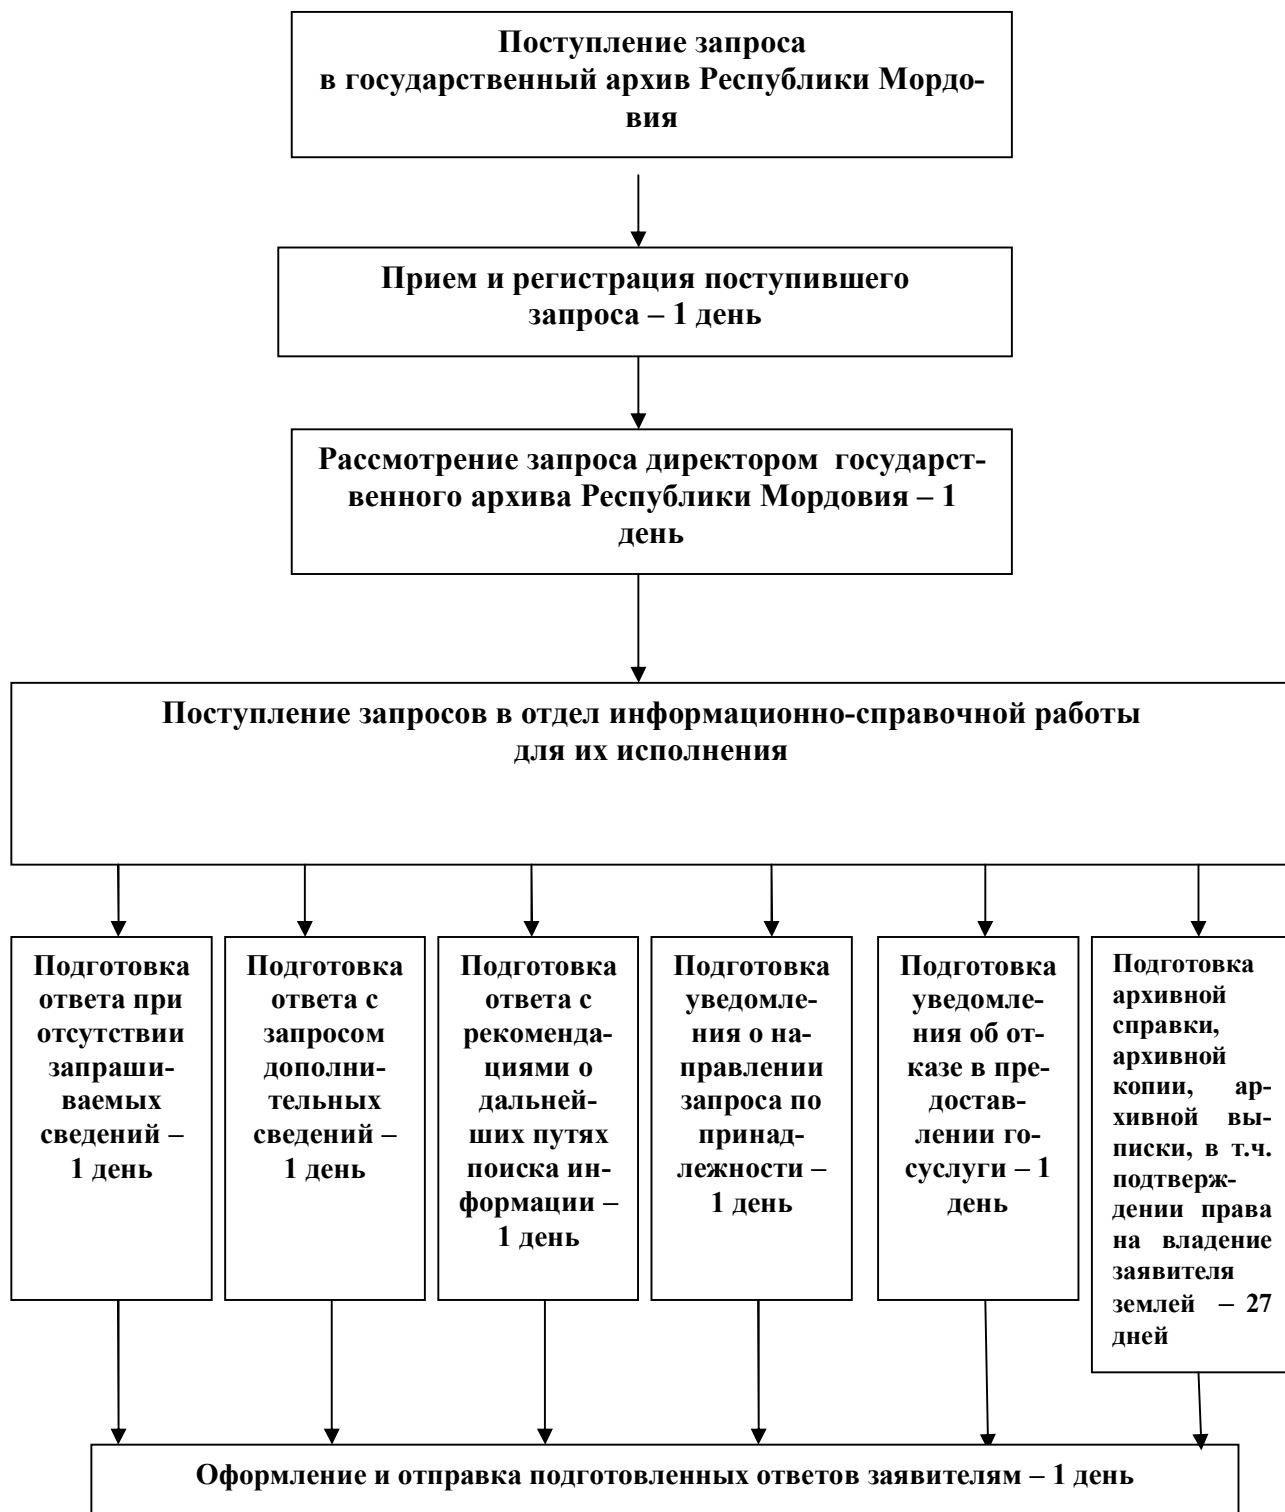 Поступление запроса
в государственный архив Республики Мордо-
вия
Прием и регистрация поступившего
запроса – 1 день
Рассмотрение запроса директором государст-
венного архива Республики Мордовия – 1
день
Поступление запросов в отдел информационно-справочной работы
для их исполнения
Подготовка
ответа при
отсутствии
запраши-
ваемых
сведений –
1 день
Подготовка
ответа с
запросом
дополни-
тельных
сведений –
1 день
Подготовка
ответа с
рекоменда-
циями о
дальней-
ших путях
поиска ин-
формации –
1 день
Подготовка
уведомле-
ния о на-
правлении
запроса по
принад-
лежности –
1 день
Подготовка
уведомле-
ния об от-
казе в пре-
достав-
лении го-
суслуги – 1
день
Подготовка
архивной
справки,
архивной
копии, ар-
хивной вы-
писки, в т.ч.
подтверж-
дении права
на владение
заявителя
землей – 27
дней
Оформление и отправка подготовленных ответов заявителям – 1 день